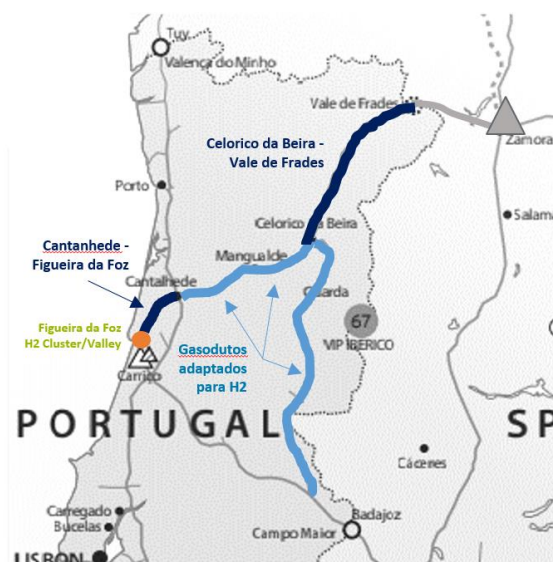 Tuy
Valença do Minho
Vale de Frades
Zamora
Celorico da Beira -
Vale de Frades
Porto
Salama
Celorico da Beira
Mangualde
Cantanhede -
Figueira da Foz
Cantalhede
Guarda
67
VIP IBERICO
Figueira da Foz
H2 Cluster/Valley
Gasodutos
adaptados
para H2
Carriço
PORTUGAL
SP
Cáceres
Carregado
Bucelas
Badajoz
Campo Maior
LISBON